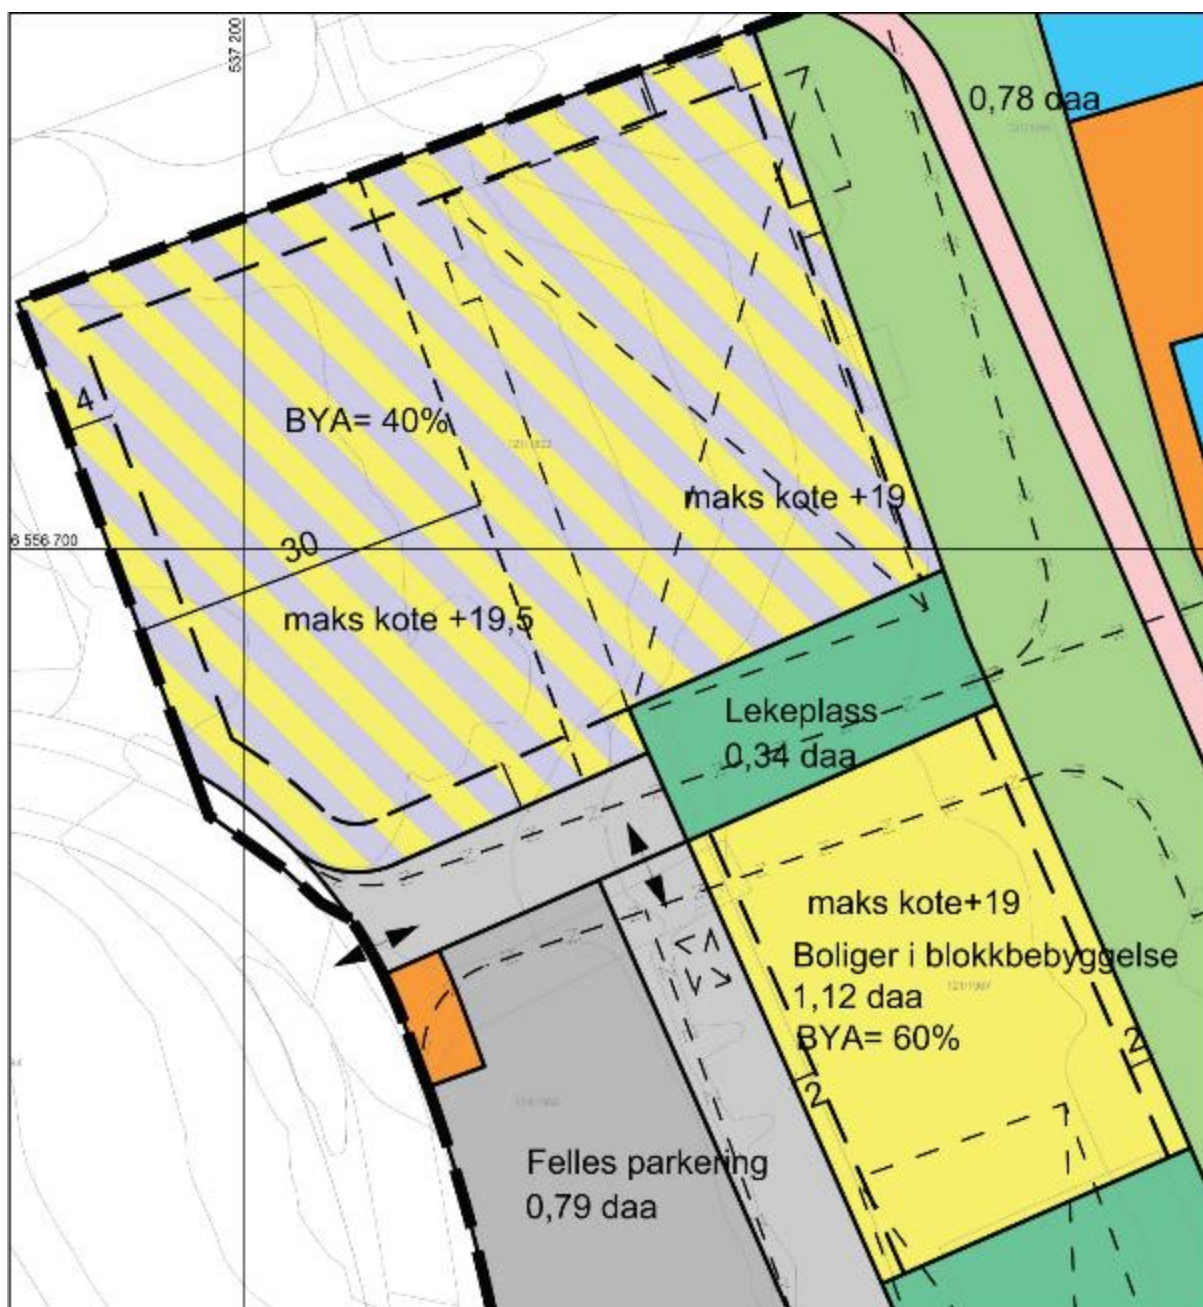 537 200
0,78 daa
4
BYA= 40%
maks kote +19
6 556 700
30
maks kote +19,5
Lekeplass
0,34 daa
maks kote+19
Boliger i blokkbebyggelse
1,12 daa
BYA= 60%
2
2
Felles parkering
0,79 daa